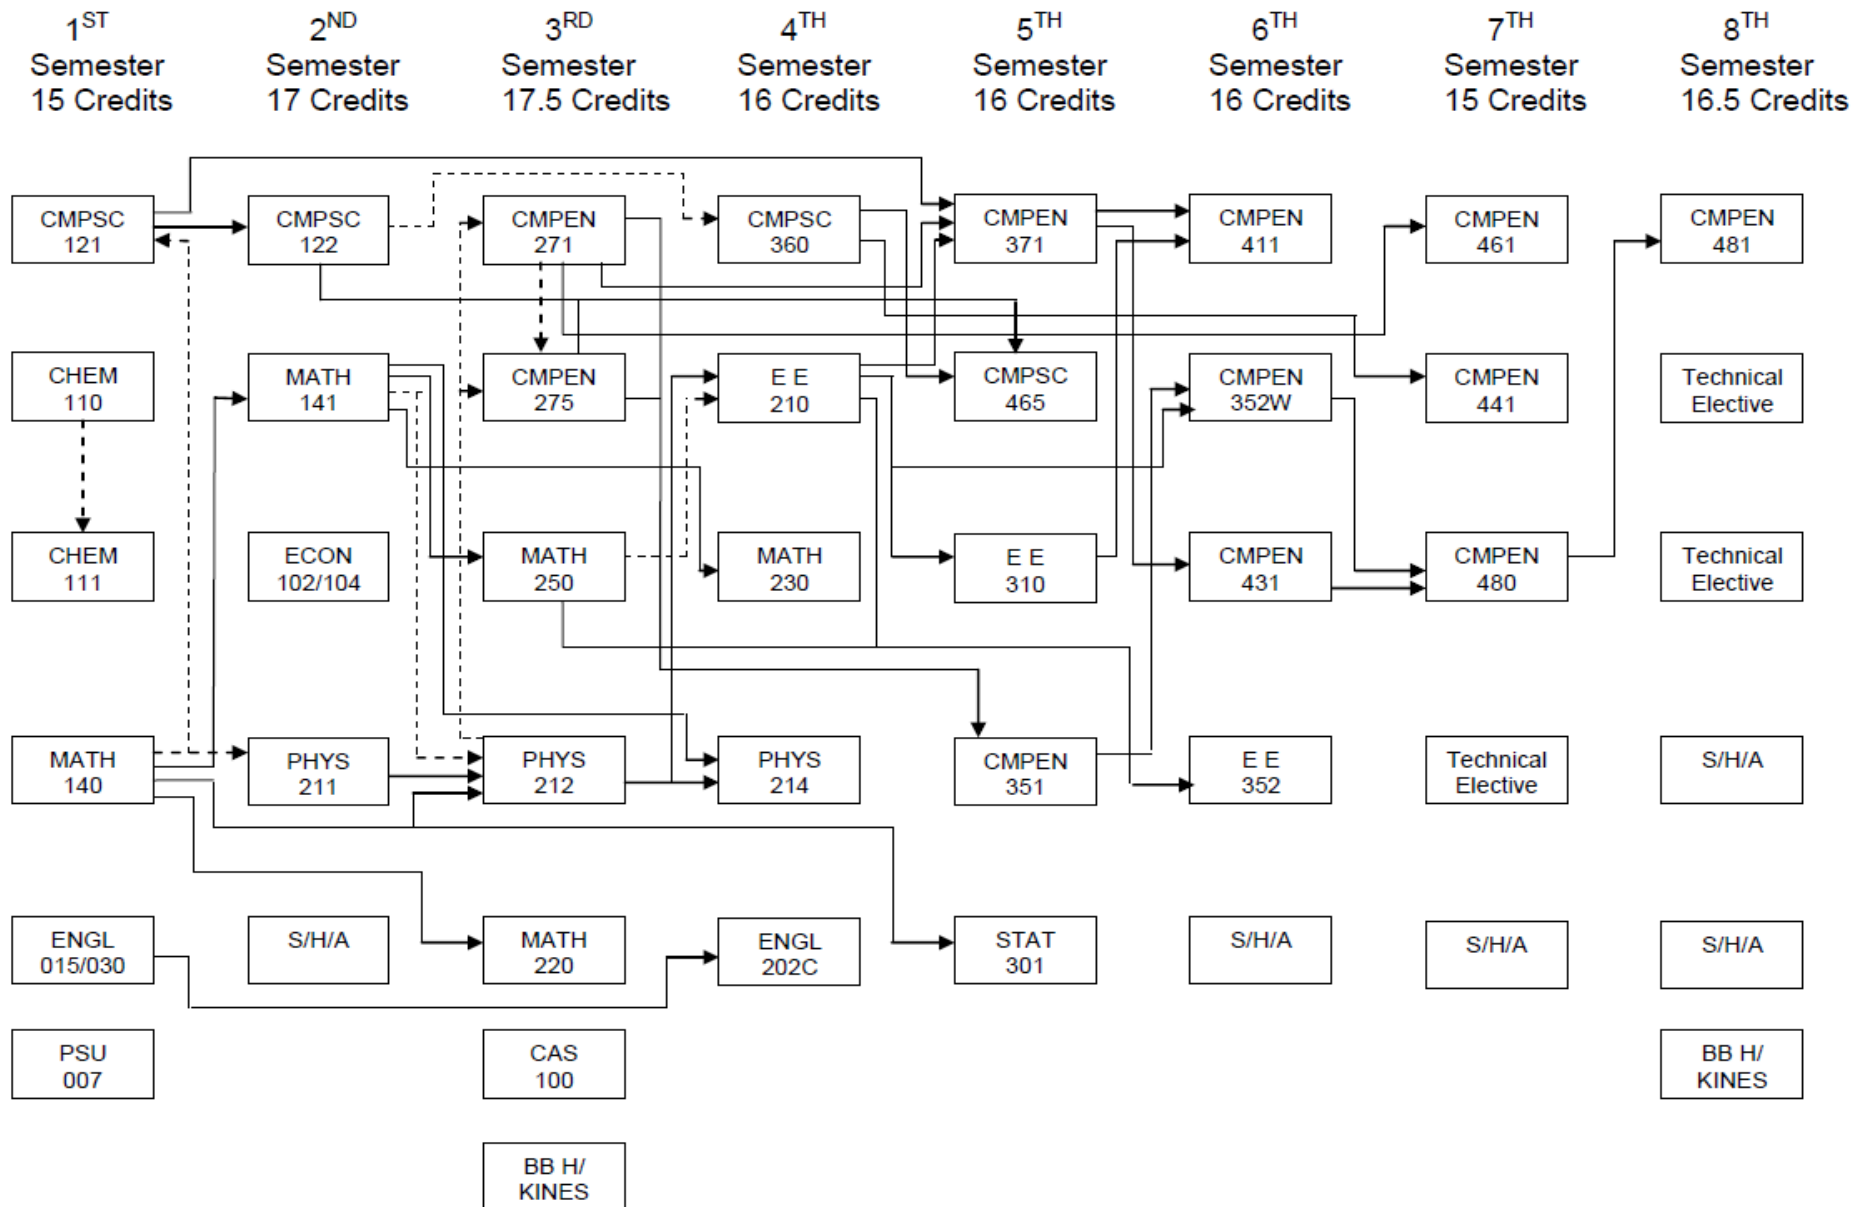 1ST
Semester
15 Credits
2ND
Semester
17 Credits
3RD
Semester
17.5 Credits
4TH
Semester
16 Credits
5TH
Semester
16 Credits
6TH
Semester
16 Credits
7TH
Semester
15 Credits
8TH
Semester
16.5 Credits
CMPSC
121
CMPSC
122
CMPEN
271
CMPSC
360
CMPEN
371
CMPEN
411
CMPEN
461
CMPEN
481
CHEM
110
MATH
141
CMPEN
275
E E
210
CMPSC
465
CMPEN
352W
CMPEN
441
Technical
Elective
CHEM
111
ECON
102/104
MATH
250
MATH
230
E E
310
CMPEN
431
CMPEN
480
Technical
Elective
MATH
140
PHYS
211
PHYS
212
PHYS
214
CMPEN
351
E E
352
Technical
Elective
S/H/A
ENGL
015/030
S/H/A
MATH
220
ENGL
202C
STAT
301
S/H/A
S/H/A
S/H/A
PSU
007
CAS
100
BB H/
KINES
BB H/
KINES